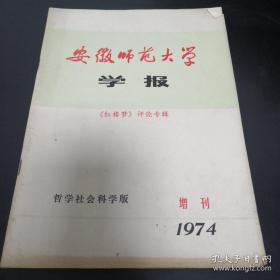 安徽师范大学
学报
《红楼梦》评论专辑
哲学社会科学版
增刊
1974
孔夫子旧书网